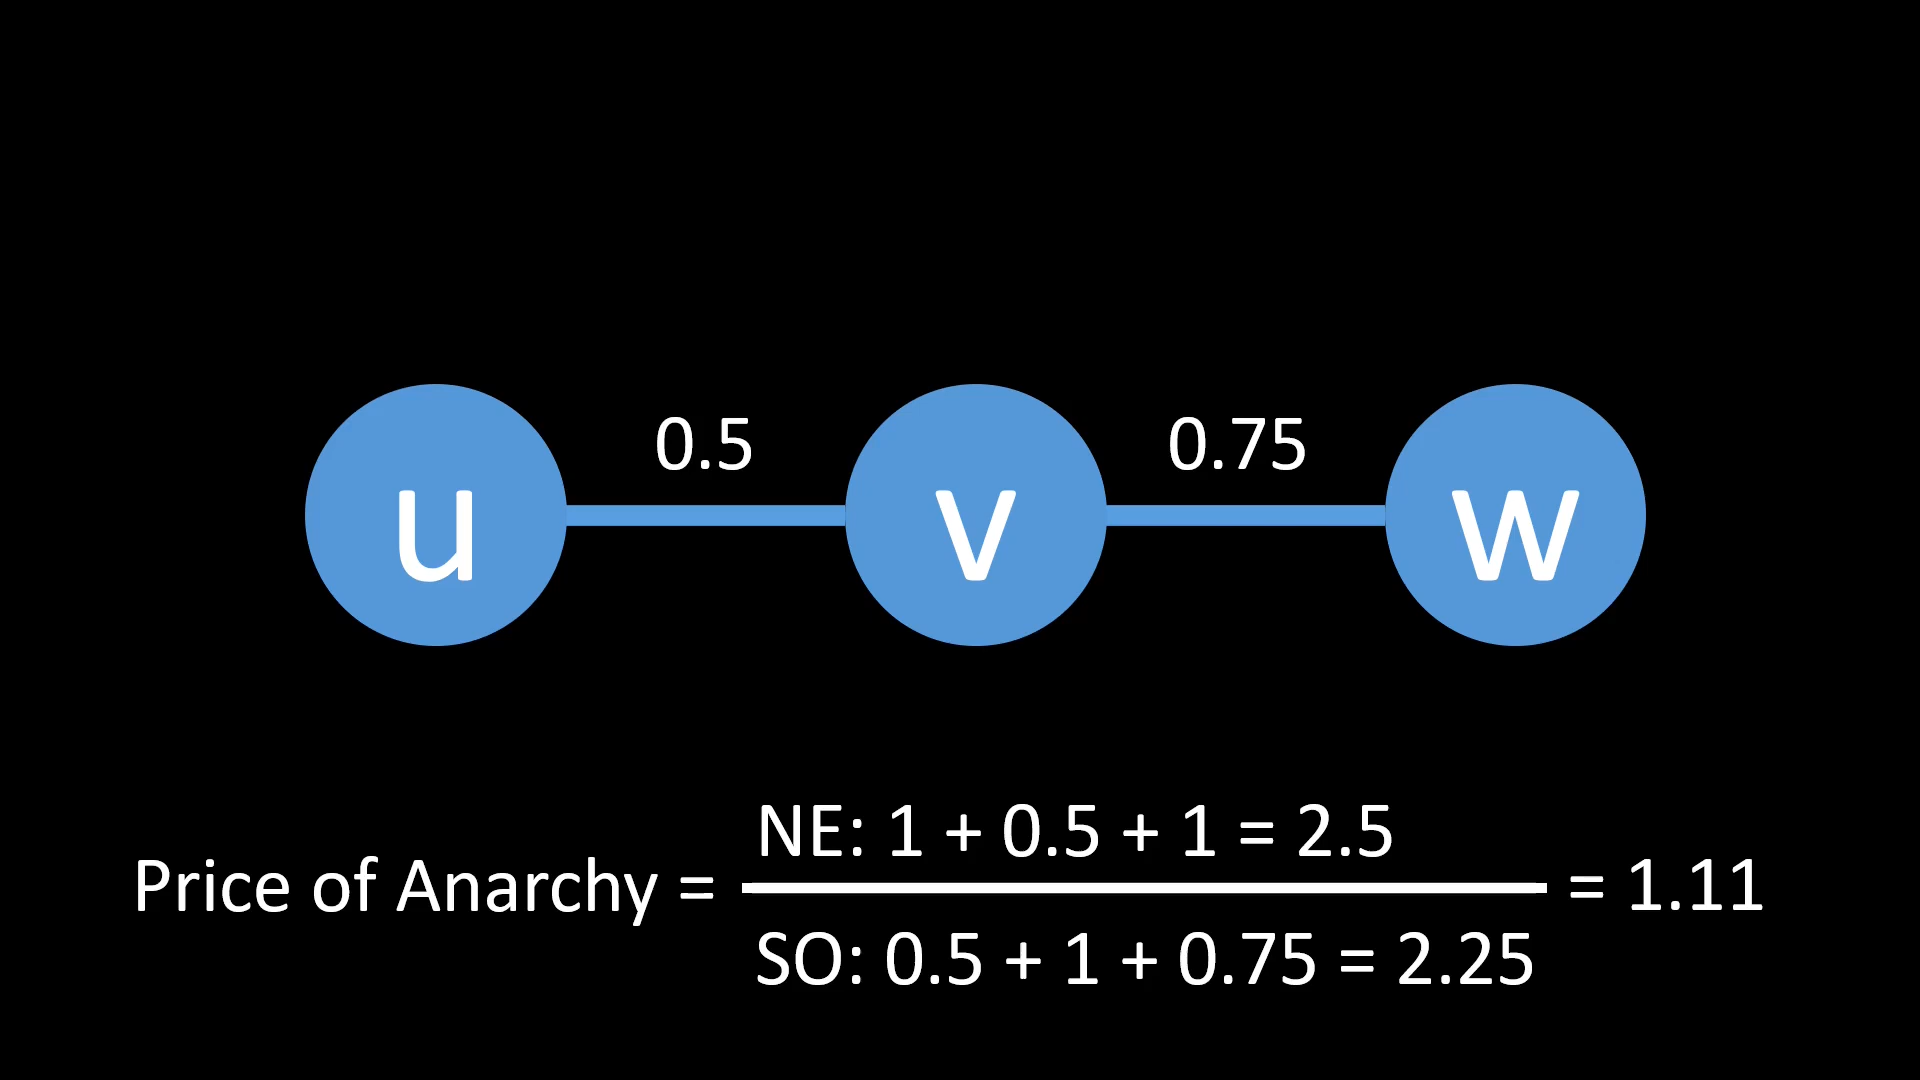 0.5
0.75
u
v
w
NE: 1 + 0.5 + 1 = 2.5
Price of Anarchy = = 1.11
SO: 0.5 + 1 + 0.75 = 2.25